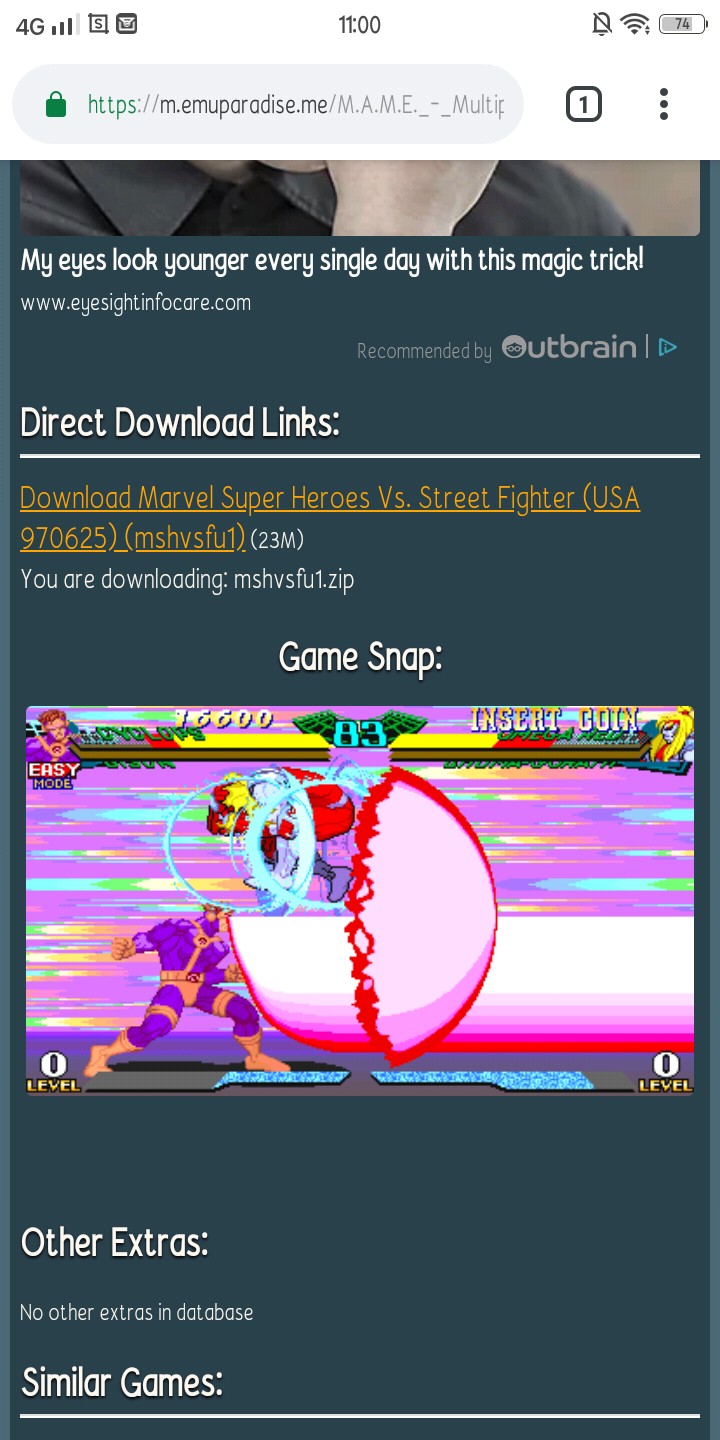 4G
11:00
74
https://m.emuparadise.me/M.A.M.E._-_Multip
1
My eyes look younger every single day with this magic trick!
www.eyesightinfocare.com
Recommended by Outbrain
Direct Download Links:
Download Marvel Super Heroes Vs. Street Fighter (USA
970625) (mshvsfu1) (23M)
You are downloading: mshvsfu1.zip
Game Snap:
16600
83
INSERT COIN
CYCLOPS
EASY
MODE
0
LEVEL
0
LEVEL
Other Extras:
No other extras in database
Similar Games: